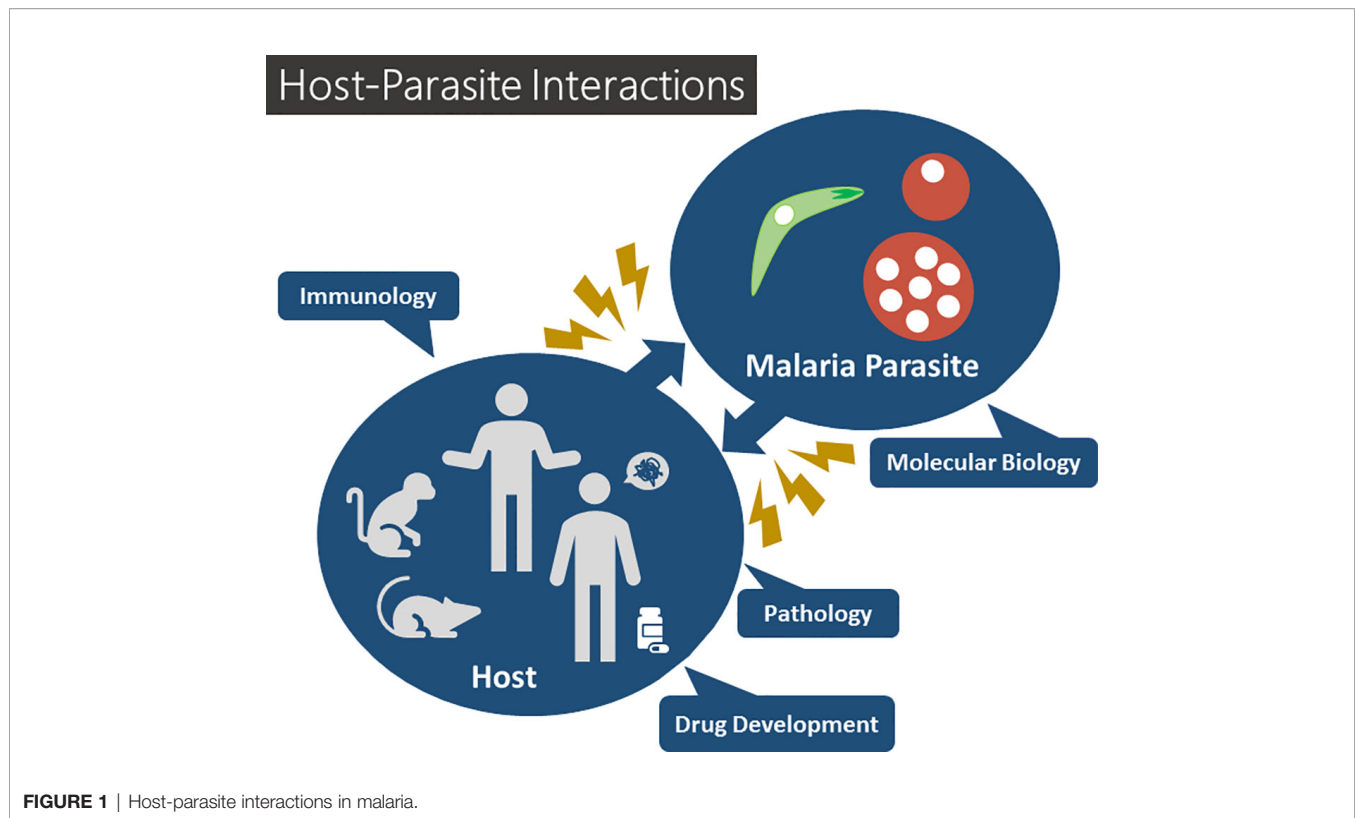 Host-Parasite Interactions
Immunology
Malaria Parasite
Molecular Biology
Pathology
Host
Drug Development
FIGURE 1 | Host-parasite interactions in malaria.